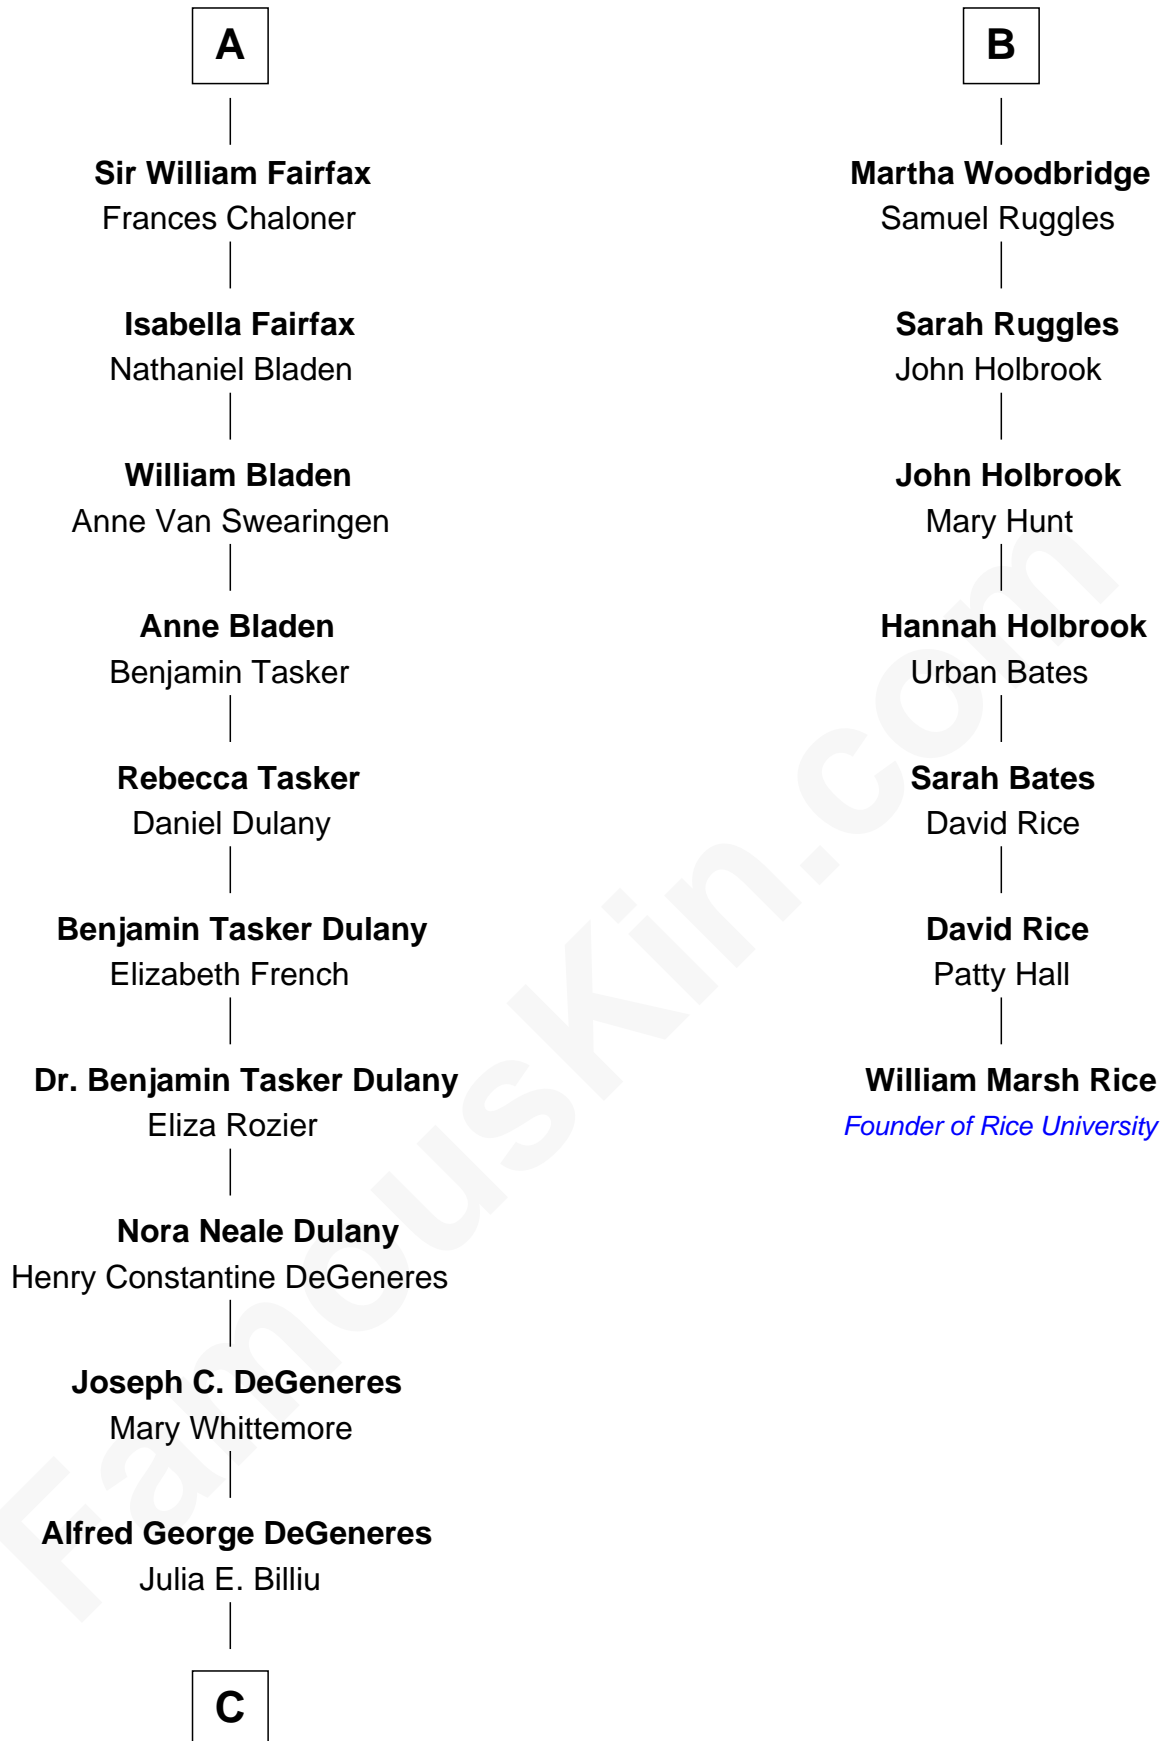 A
Sir William Fairfax
Frances Chaloner
Isabella Fairfax
Nathaniel Bladen
William Bladen
Anne Van Swearingen
Anne Bladen
Benjamin Tasker
Rebecca Tasker
Daniel Dulany
Benjamin Tasker Dulany
Elizabeth French
Dr. Benjamin Tasker Dulany
Eliza Rozier
Nora Neale Dulany
Henry Constantine DeGeneres
Joseph C. DeGeneres
Mary Whittemore
Alfred George DeGeneres
Julia E. Billiu
C
B
Martha Woodbridge
Samuel Ruggles
Sarah Ruggles
John Holbrook
John Holbrook
Mary Hunt
Hannah Holbrook
Urban Bates
Sarah Bates
David Rice
David Rice
Patty Hall
William Marsh Rice
Founder of Rice University
FamousKin.com